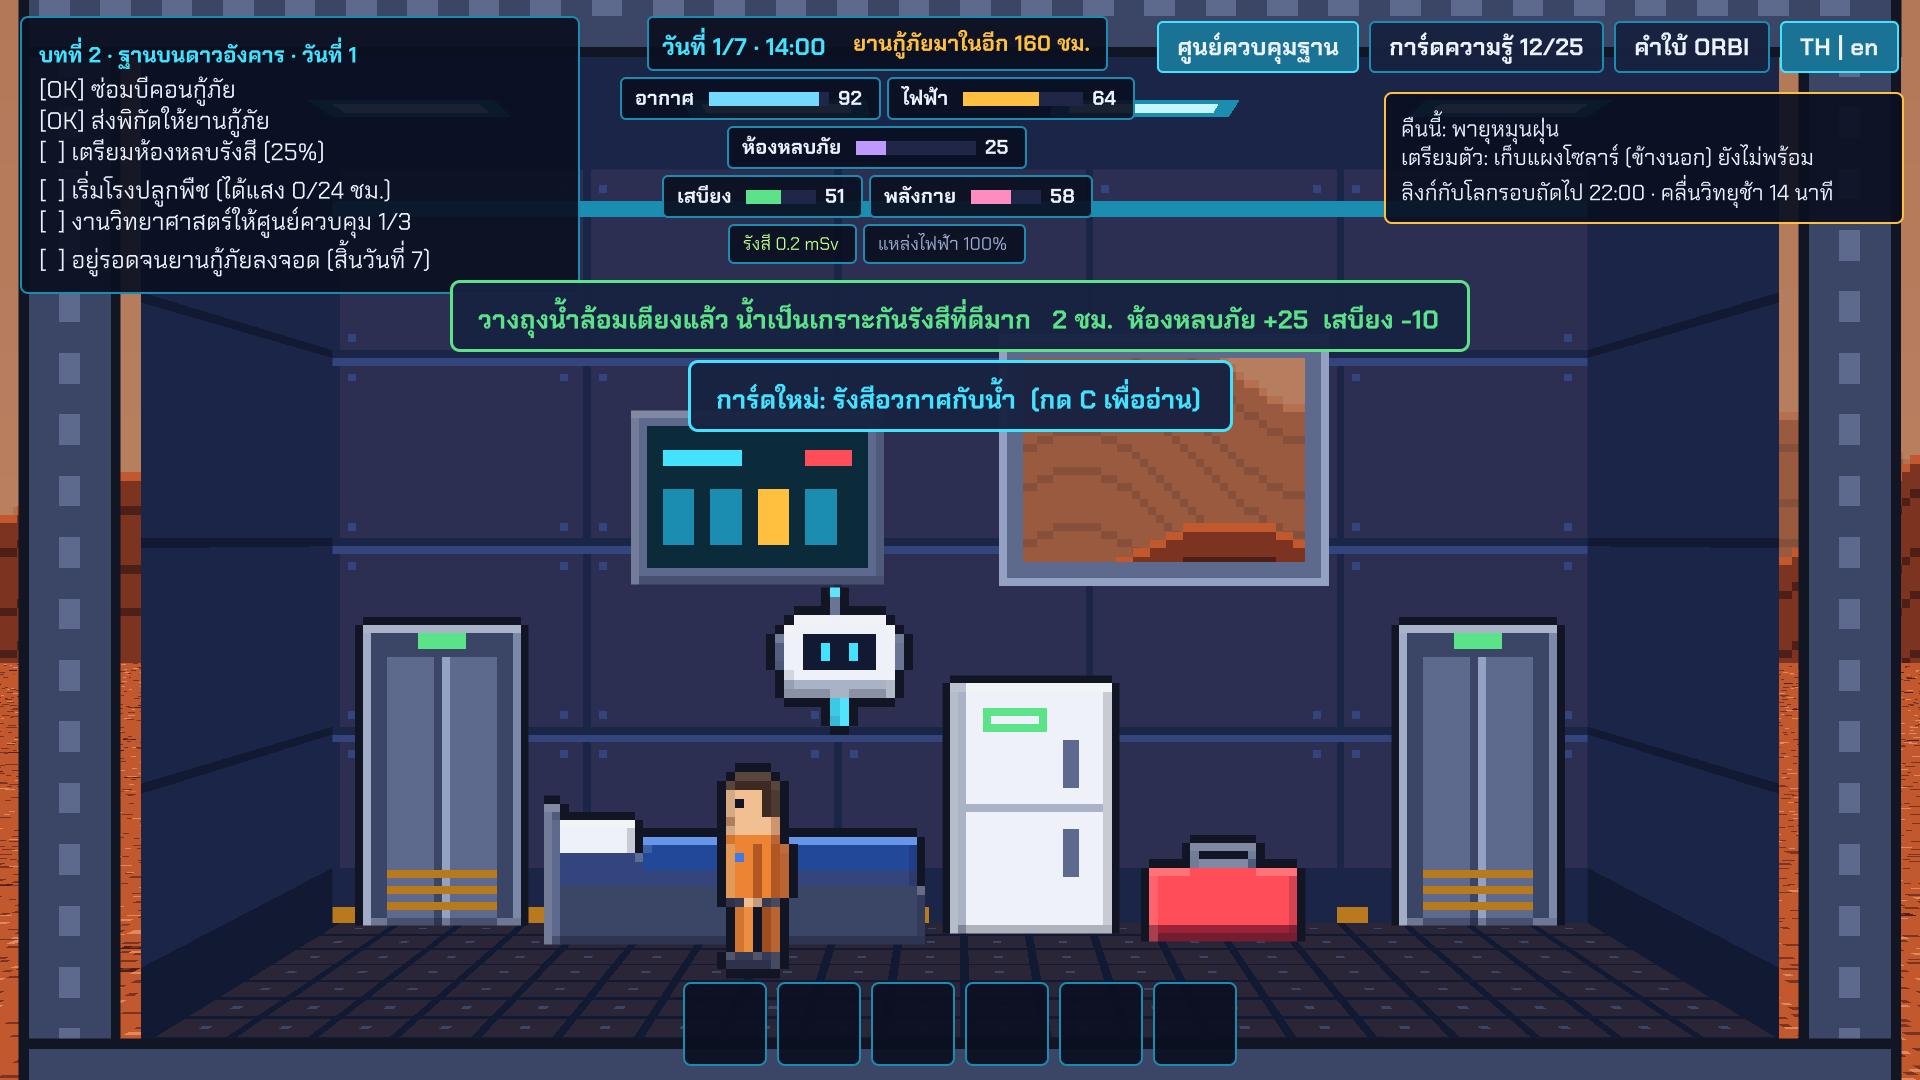 บทที่ 2 · ฐานบนดาวอังคาร · วันที่ 1
[OK] ซ่อมบีคอนกู้ภัย
[OK] ส่งพิกัดให้ยานกู้ภัย
[ ] เตรียมห้องหลบรังสี (25%)
[ ] เริ่มโรงปลูกพืช (ได้แสง 0/24 ชม.)
[ ] งานวิทยาศาสตร์ให้ศูนย์ควบคุม 1/3
[ ] อยู่รอดจนยานกู้ภัยลงจอด (สิ้นวันที่ 7)
วันที่ 1/7 · 14:00 ยานกู้ภัยมาในอีก 160 ชม.
อากาศ 92 ไฟฟ้า 64
ห้องหลบภัย 25
เสบียง 51 พลังกาย 58
รังสี 0.2 mSv แหล่งไฟฟ้า 100%
ศูนย์ควบคุมฐาน การ์ดความรู้ 12/25 คำใบ้ ORBI TH | en
คืนนี้: พายุหมุนฝุ่น
เตรียมตัว: เก็บแผงโซลาร์ (ข้างนอก) ยังไม่พร้อม
ลิงก์กับโลกรอบถัดไป 22:00 · คลื่นวิทยุช้า 14 นาที
วางถุงน้ำล้อมเตียงแล้ว น้ำเป็นเกราะกันรังสีที่ดีมาก 2 ชม. ห้องหลบภัย +25 เสบียง -10
การ์ดใหม่: รังสีอวกาศกับน้ำ (กด C เพื่ออ่าน)